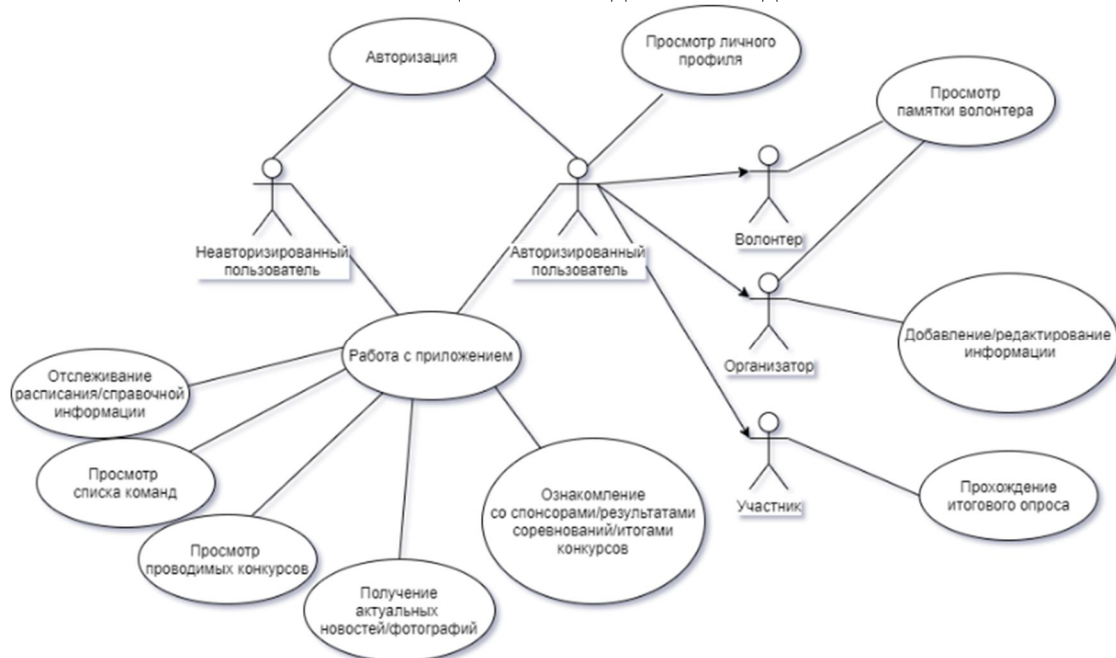 Авторизация
Просмотр личного
профиля
Просмотр
памятки волонтера
Неавторизированный
пользователь
Авторизированный
пользователь
Волонтер
Организатор
Добавление/редактирование
информации
Работа с приложением
Отслеживание
расписания/справочной
информации
Просмотр
списка команд
Просмотр
проводимых конкурсов
Получение
актуальных
новостей/фотографий
Ознакомление
со спонсорами/результатами
соревнований/итогами
конкурсов
Участник
Прохождение
итогового опроса